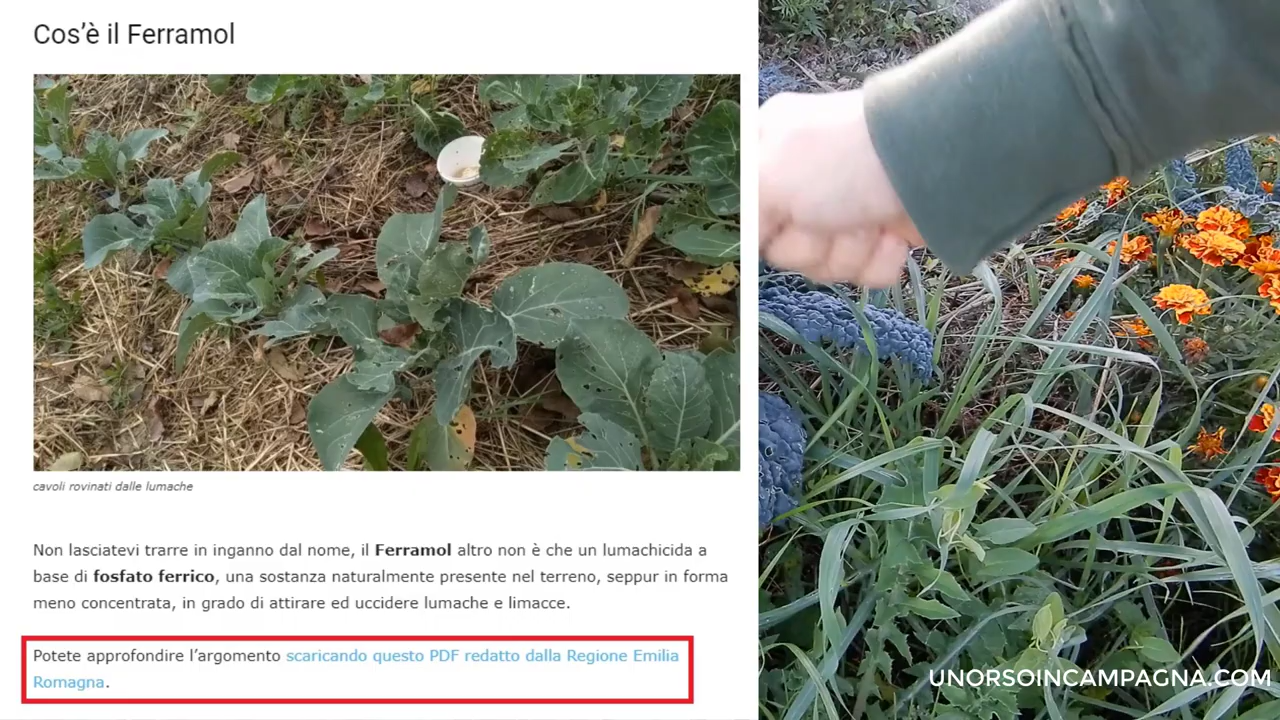 Cos'è il Ferramol
cavoli rovinati dalle lumache
Non lasciatevi trarre in inganno dal nome, il Ferramol altro non è che un lumachicida a
base di fosfato ferrico, una sostanza naturalmente presente nel terreno, seppur in forma
meno concentrata, in grado di attirare ed uccidere lumache e limacce.
Potete approfondire l'argomento scaricando questo PDF redatto dalla Regione Emilia
Romagna.
UNORSOINCAMPAGNA.COM